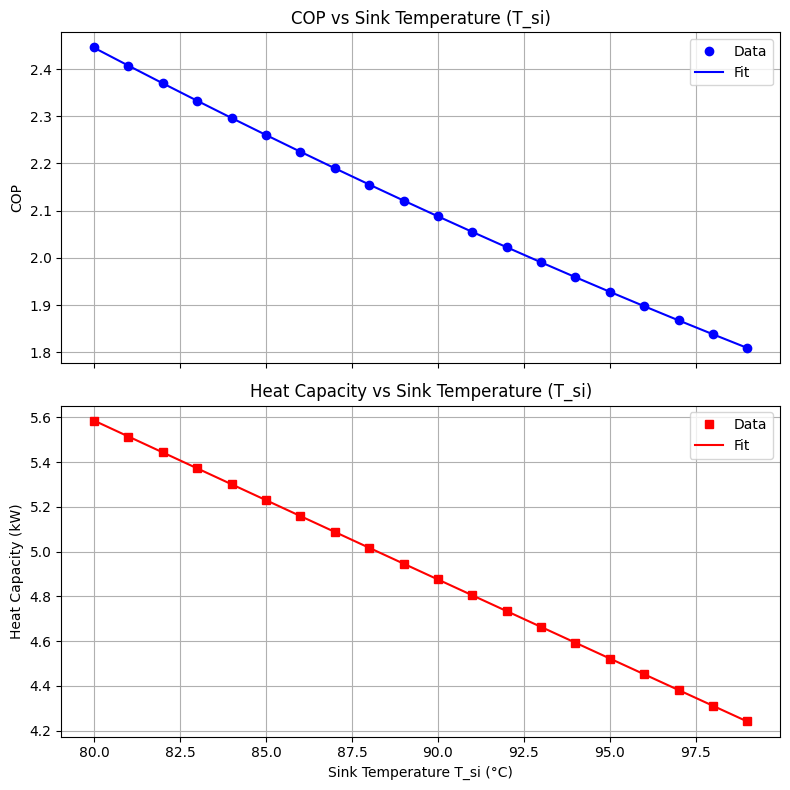 COP vs Sink Temperature (T_si)
Data
Fit
2.4
2.3
2.2
2.1
2.0
1.9
1.8
COP
Heat Capacity vs Sink Temperature (T_si)
Data
Fit
5.6
5.4
5.2
5.0
4.8
4.6
4.4
4.2
Heat Capacity (kW)
80.0 82.5 85.0 87.5 90.0 92.5 95.0 97.5
Sink Temperature T_si (°C)